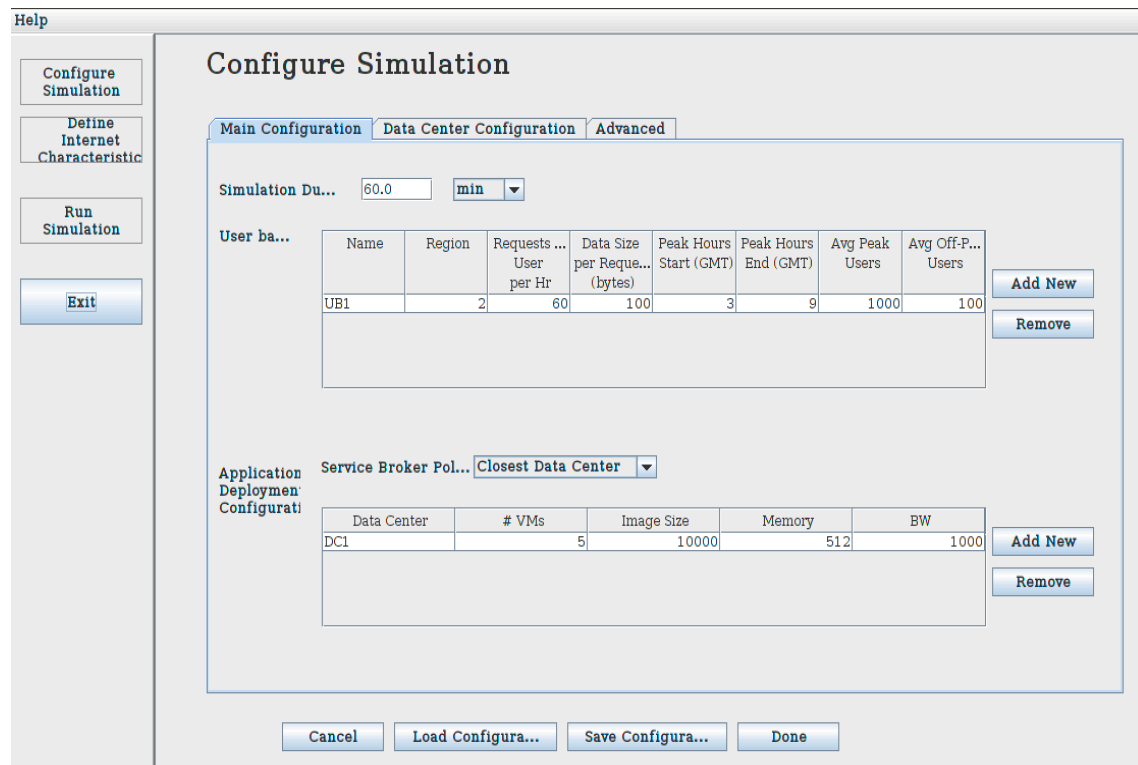 Help
Configure
Simulation
Define
Internet
Characteristic
Run
Simulation
Exit
Configure Simulation
Main Configuration Data Center Configuration Advanced
Simulation Du... 60.0 min
User ba...
Name Region Requests ... Data Size Peak Hours Peak Hours Avg Peak Avg Off-P...
User per Reque... Start (GMT) End (GMT) Users Users
per Hr (bytes)
UB1 2 60 100 3 9 1000 100
Add New
Remove
Service Broker Pol... Closest Data Center
Application
Deploymen
Configurati
Data Center # VMs Image Size Memory BW
DC1 5 10000 512 1000
Add New
Remove
Cancel Load Configura... Save Configura... Done